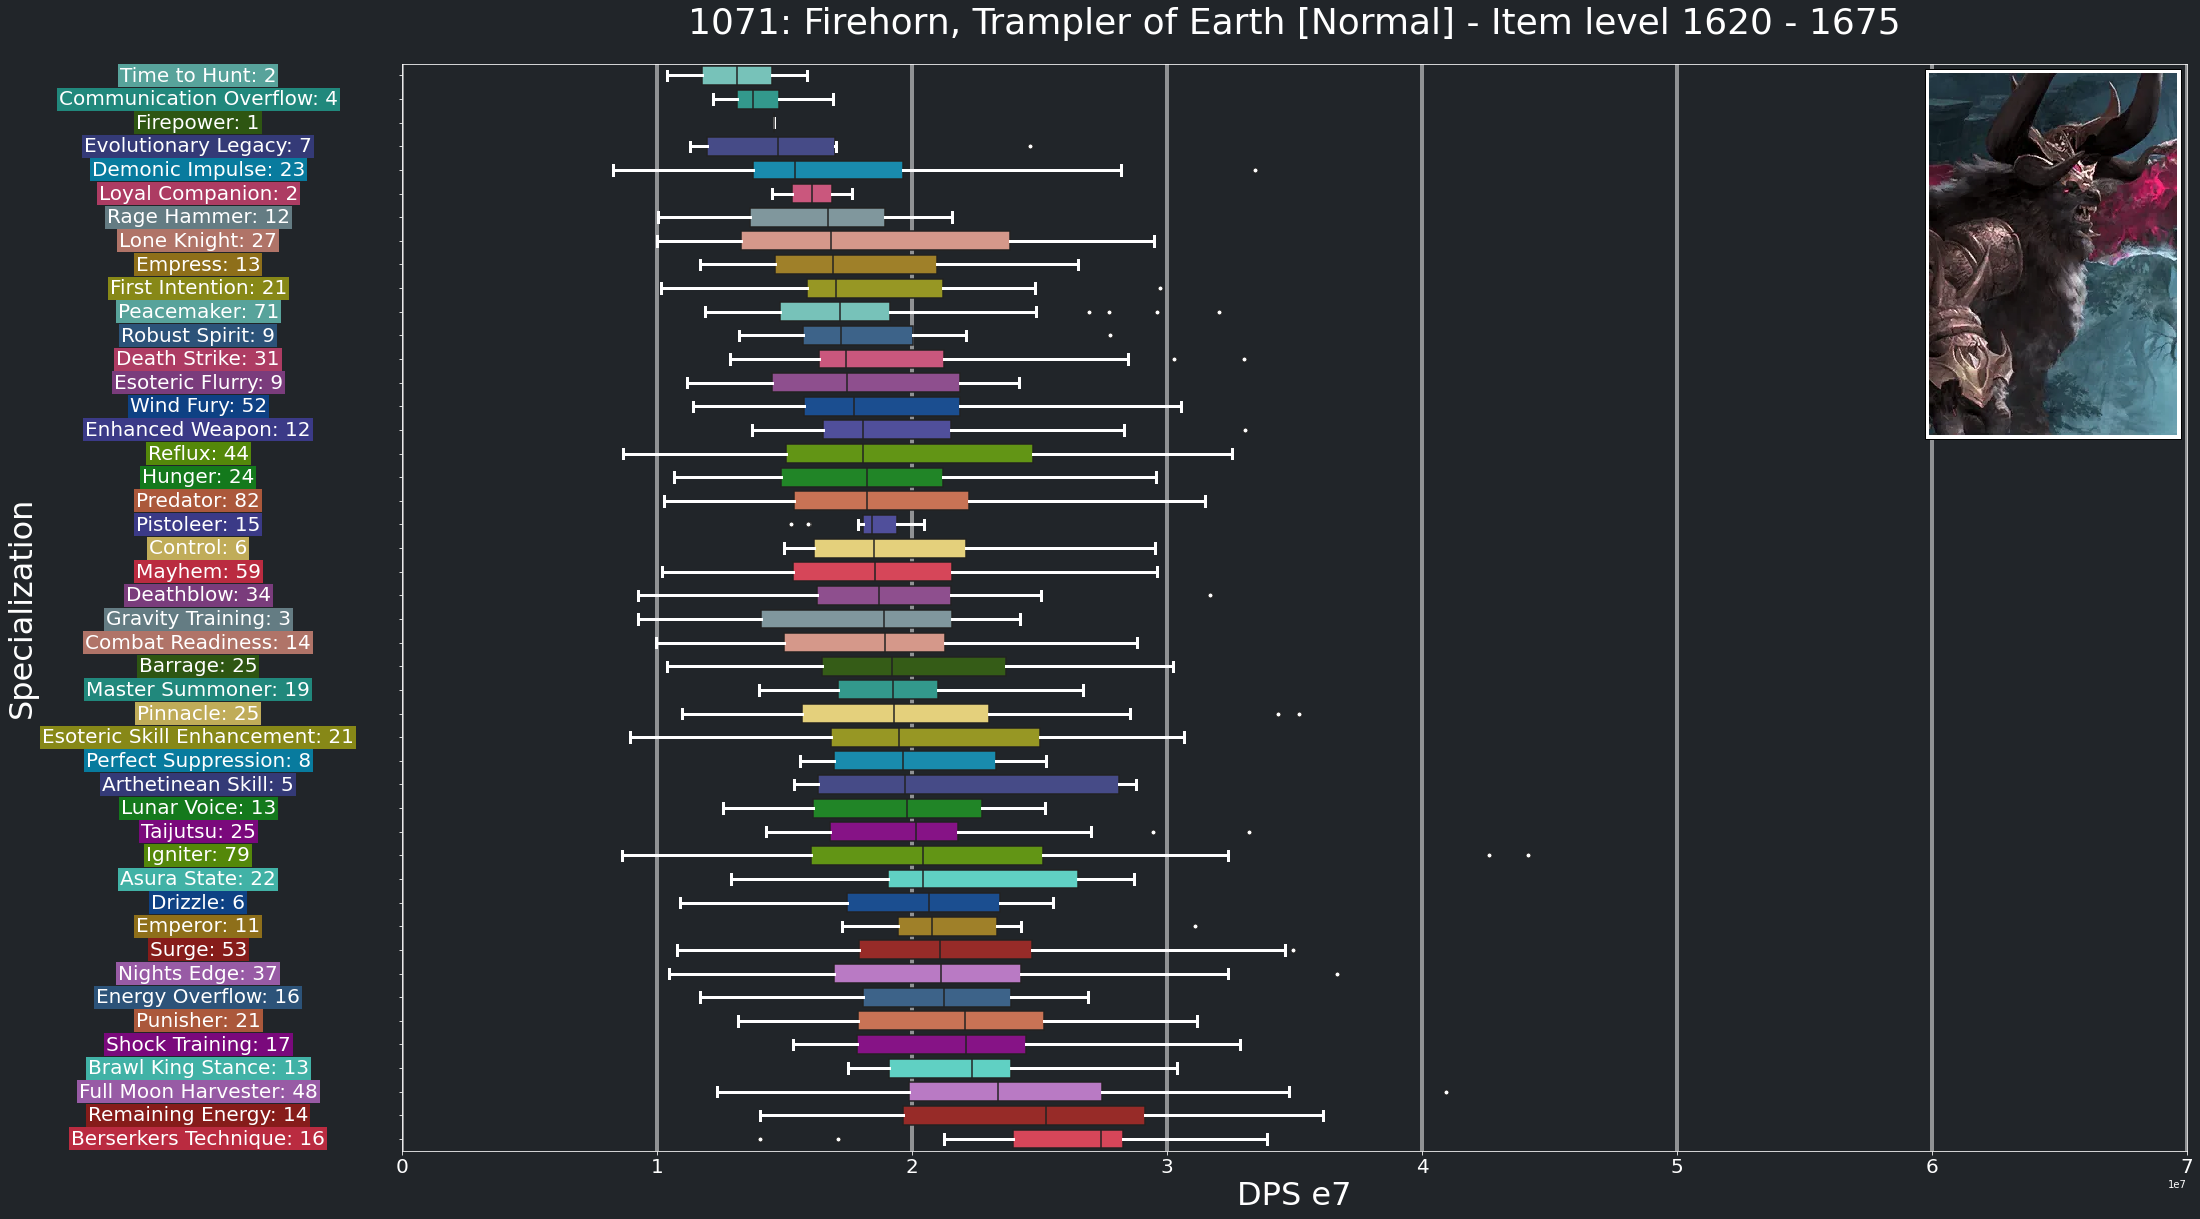 1071: Firehorn, Trampler of Earth [Normal] - Item level 1620 - 1675
Time to Hunt: 2
Communication Overflow: 4
Firepower: 1
Evolutionary Legacy: 7
Demonic Impulse: 23
Loyal Companion: 2
Rage Hammer: 12
Lone Knight: 27
Empress: 13
First Intention: 21
Peacemaker: 71
Robust Spirit: 9
Death Strike: 31
Esoteric Flurry: 9
Wind Fury: 52
Enhanced Weapon: 12
Reflux: 44
Hunger: 24
Predator: 82
Pistoleer: 15
Control: 6
Mayhem: 59
Deathblow: 34
Gravity Training: 3
Combat Readiness: 14
Barrage: 25
Master Summoner: 19
Pinnacle: 25
Esoteric Skill Enhancement: 21
Perfect Suppression: 8
Arthetinean Skill: 5
Lunar Voice: 13
Taijutsu: 25
Igniter: 79
Asura State: 22
Drizzle: 6
Emperor: 11
Surge: 53
Nights Edge: 37
Energy Overflow: 16
Punisher: 21
Shock Training: 17
Brawl King Stance: 13
Full Moon Harvester: 48
Remaining Energy: 14
Berserkers Technique: 16
Specialization
0 1 2 3 4 5 6 7
1e7
DPS e7